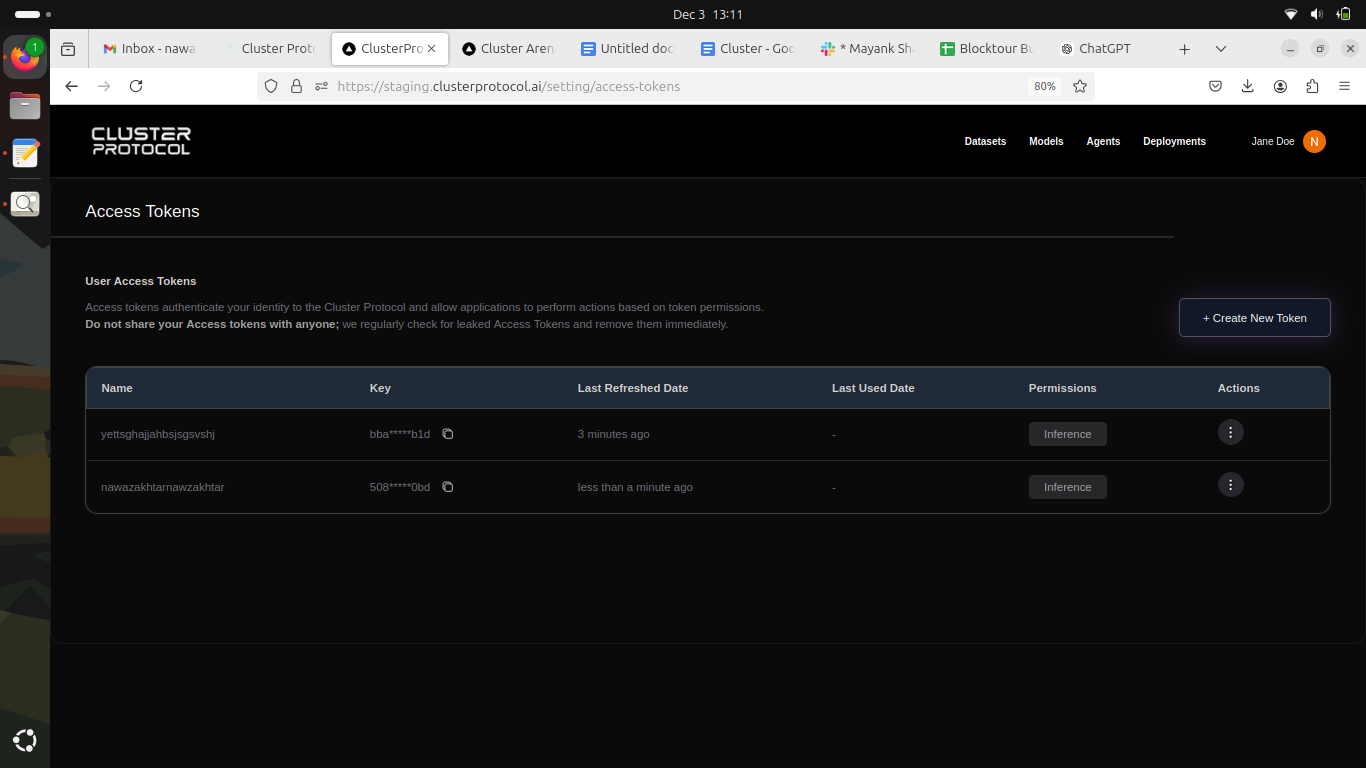 Dec 3 13:11
1
Inbox - nawa
Cluster Proto
ClusterPro
Cluster Aren
Untitled doc
Cluster - Goo
* Mayank Sha
Blocktour Bu
ChatGPT
https://staging.clusterprotocol.ai/setting/access-tokens
80%
CLUSTER
PROTOCOL
Datasets Models Agents Deployments Jane Doe N
Access Tokens
User Access Tokens
Access tokens authenticate your identity to the Cluster Protocol and allow applications to perform actions based on token permissions.
Do not share your Access tokens with anyone; we regularly check for leaked Access Tokens and remove them immediately.
+ Create New Token
Name Key Last Refreshed Date Last Used Date Permissions Actions
yettsghajjahbsjsgsvshj bba*****b1d 3 minutes ago - Inference
nawazakhtarnawzakhtar 508*****0bd less than a minute ago - Inference